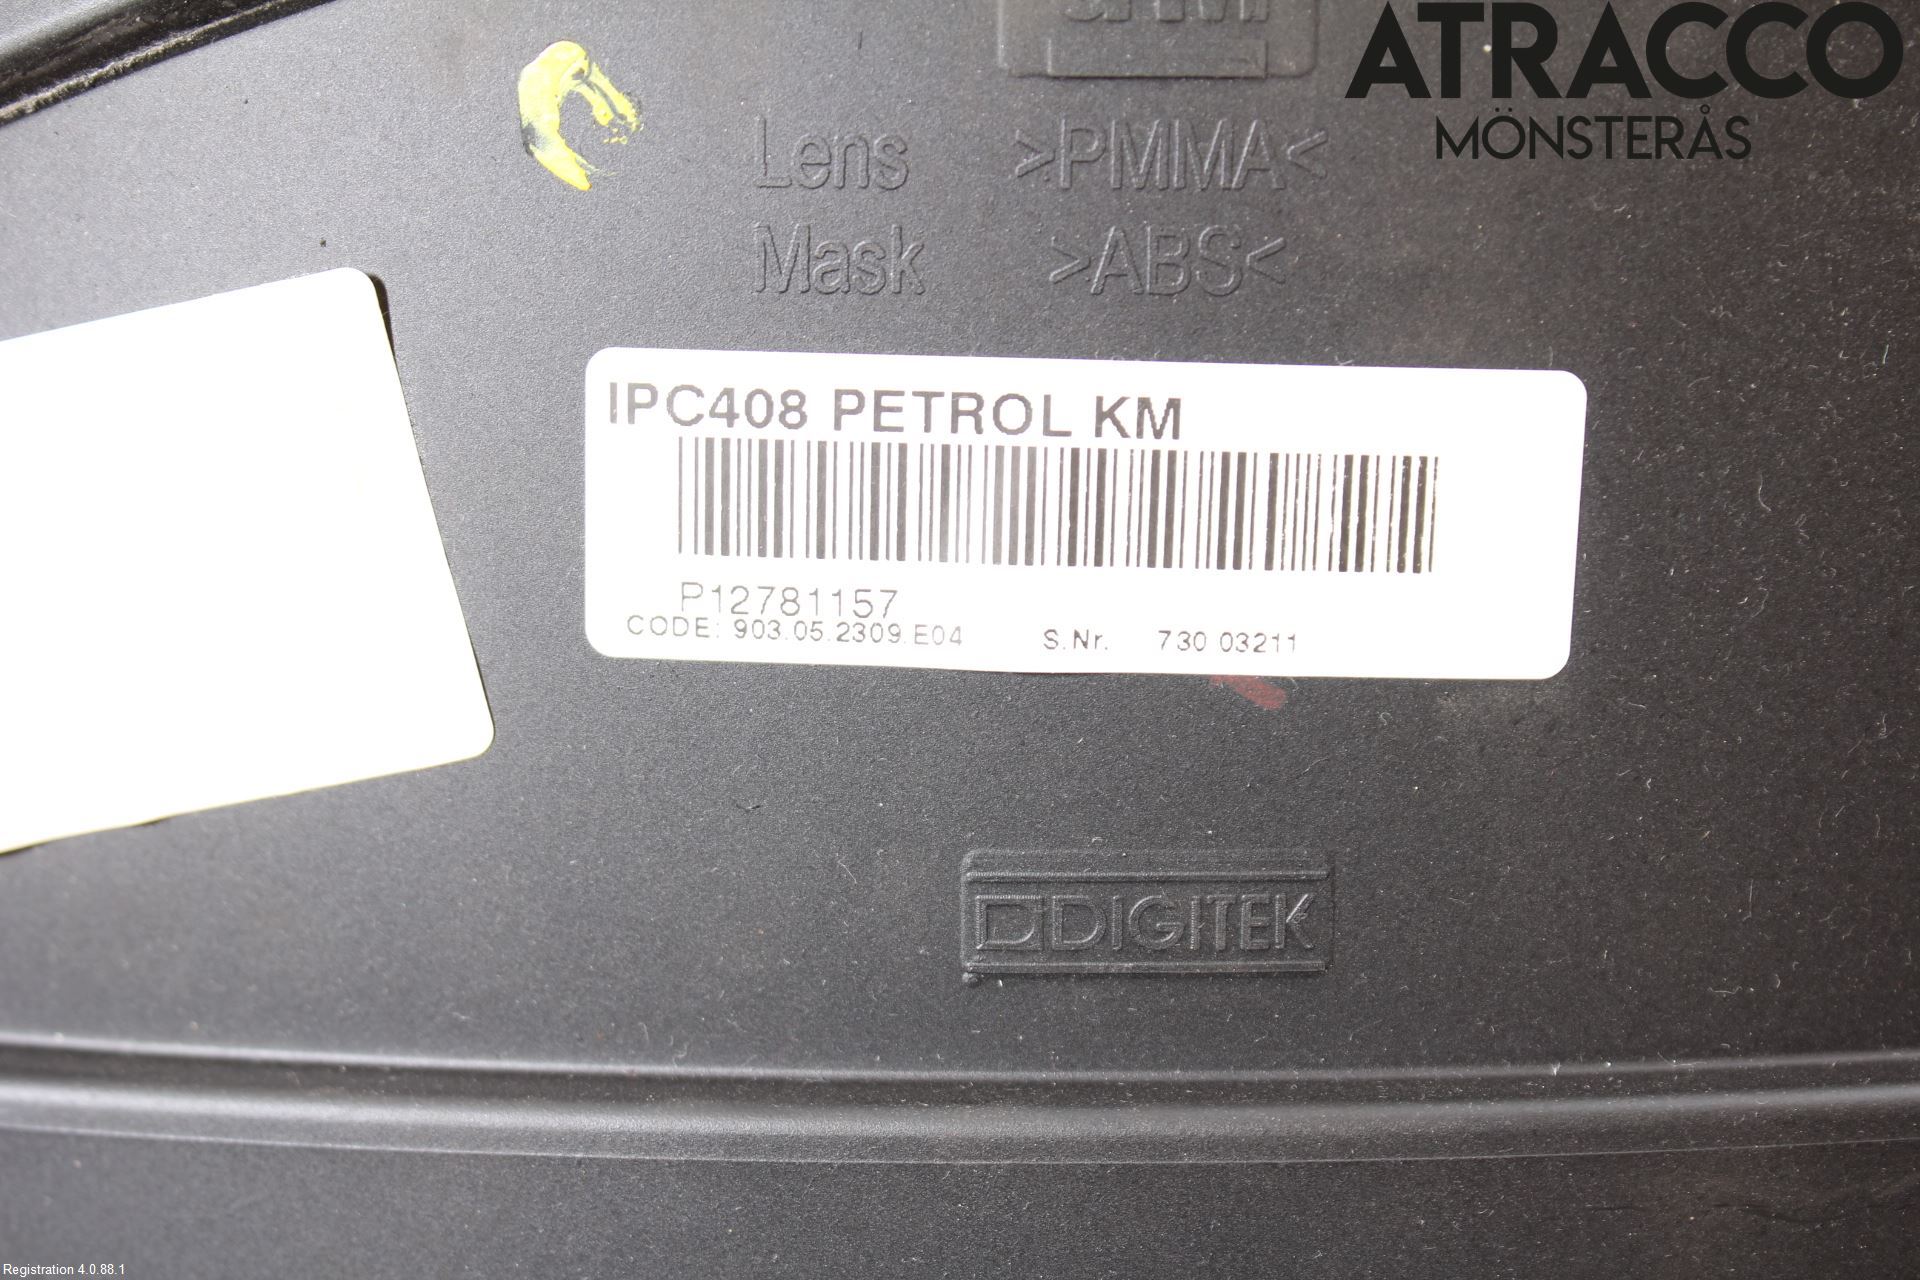 ATRACCO
MÖNSTERÅS
Lens >PMMA<
Mask >ABS<
IPC408 PETROL KM
P12781157
CODE: 903.05.2309.E04 S.Nr. 730 03211
DIGITEK
Registration 4.0.88.1